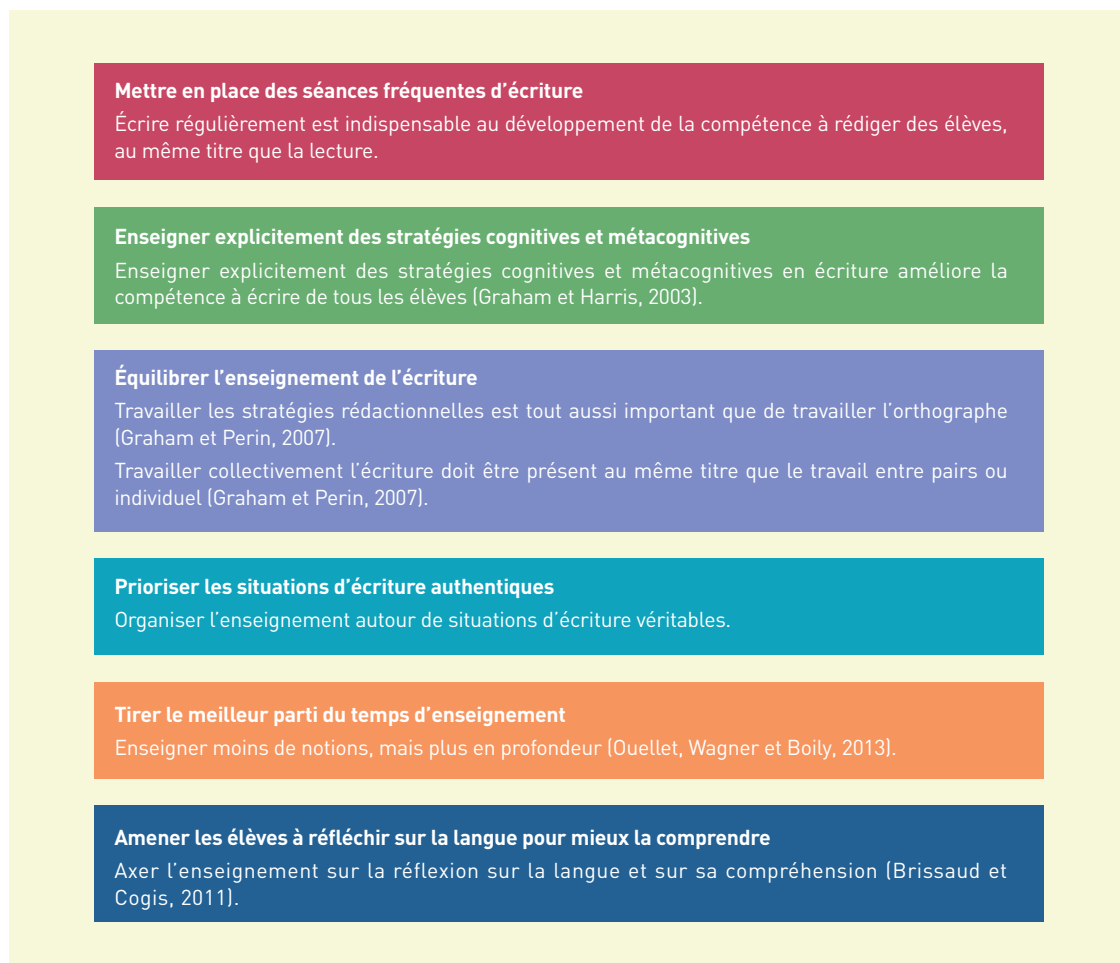 Mettre en place des séances fréquentes d’écriture
Écrire régulièrement est indispensable au développement de la compétence à rédiger des élèves,
au même titre que la lecture.
Enseigner explicitement des stratégies cognitives et métacognitives
Enseigner explicitement des stratégies cognitives et métacognitives en écriture améliore la
compétence à écrire de tous les élèves (Graham et Harris, 2003).
Équilibrer l’enseignement de l’écriture
Travailler les stratégies rédactionnelles est tout aussi important que de travailler l’orthographe
(Graham et Perin, 2007).
Travailler collectivement l’écriture doit être présent au même titre que le travail entre pairs ou
individuel (Graham et Perin, 2007).
Prioriser les situations d’écriture authentiques
Organiser l’enseignement autour de situations d’écriture véritables.
Tirer le meilleur parti du temps d’enseignement
Enseigner moins de notions, mais plus en profondeur (Ouellet, Wagner et Boily, 2013).
Amener les élèves à réfléchir sur la langue pour mieux la comprendre
Axer l’enseignement sur la réflexion sur la langue et sur sa compréhension (Brissaud et
Cogis, 2011).